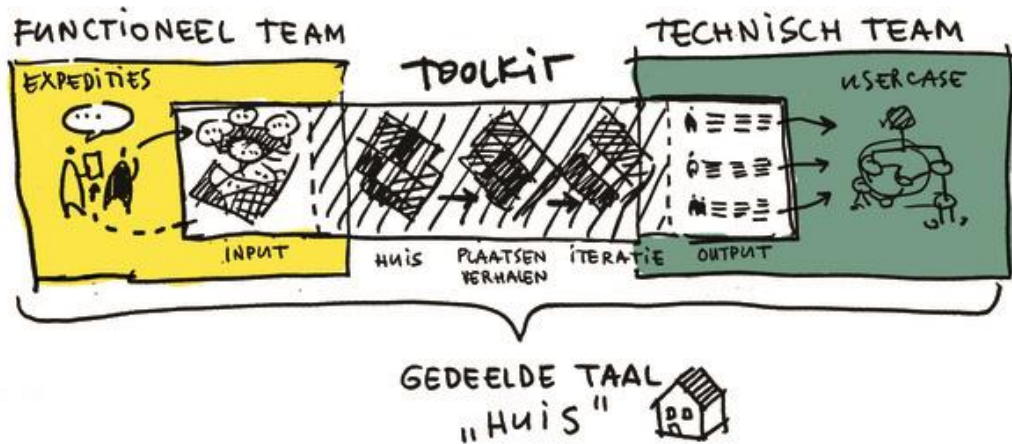 FUNCTIONEEL TEAM
TECHNISCH TEAM
TOOLKIT
EXPEDITIES
USERCASE
INPUT
HUIS
PLAATSEN
VERHALEN
ITERATIE
OUTPUT
GEDEELDE TAAL
„HUIS"